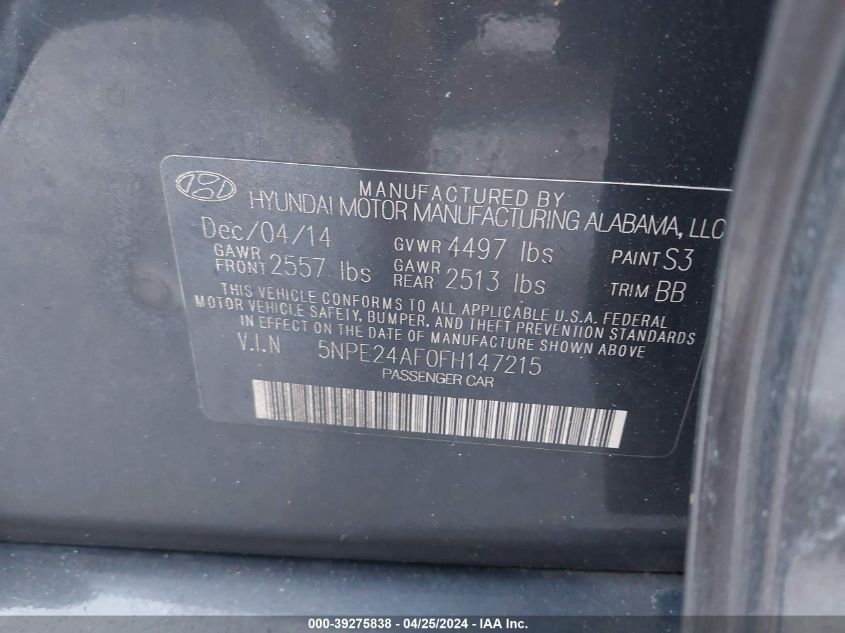 MANUFACTURED BY
HYUNDAI MOTOR MANUFACTURING ALABAMA, LLC
Dec/04/14 GVWR 4497 lbs PAINT S3
GAWR FRONT 2557 lbs GAWR REAR 2513 lbs TRIM BB
THIS VEHICLE CONFORMS TO ALL APPLICABLE U.S.A. FEDERAL
MOTOR VEHICLE SAFETY, BUMPER, AND THEFT PREVENTION STANDARDS
IN EFFECT ON THE DATE OF MANUFACTURE SHOWN ABOVE
V.I.N 5NPE24AF0FH147215
PASSENGER CAR
000-39275838 - 04/25/2024 - IAA Inc.